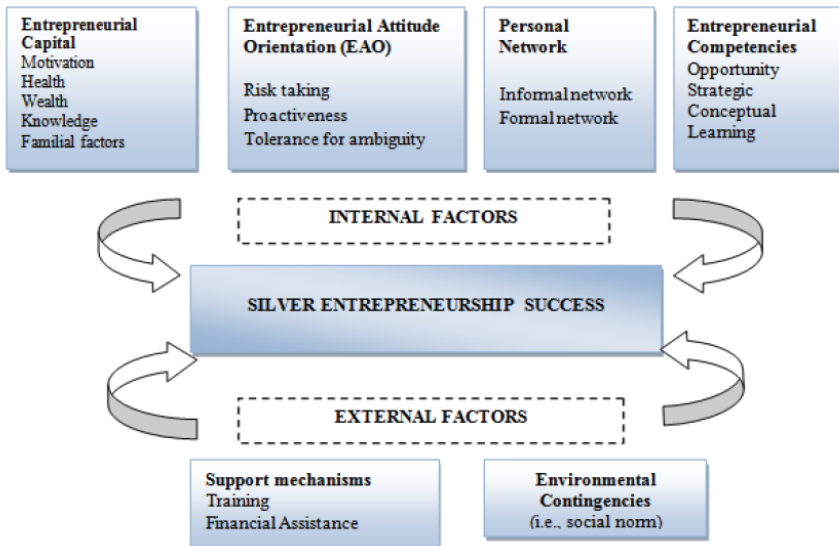 Entrepreneurial
Capital
Motivation
Health
Wealth
Knowledge
Familial factors
Entrepreneurial Attitude
Orientation (EAO)
Risk taking
Proactiveness
Tolerance for ambiguity
Personal
Network
Informal network
Formal network
Entrepreneurial
Competencies
Opportunity
Strategic
Conceptual
Learning
INTERNAL FACTORS
SILVER ENTREPRENEURSHIP SUCCESS
EXTERNAL FACTORS
Support mechanisms
Training
Financial Assistance
Environmental
Contingencies
(i.e., social norm)